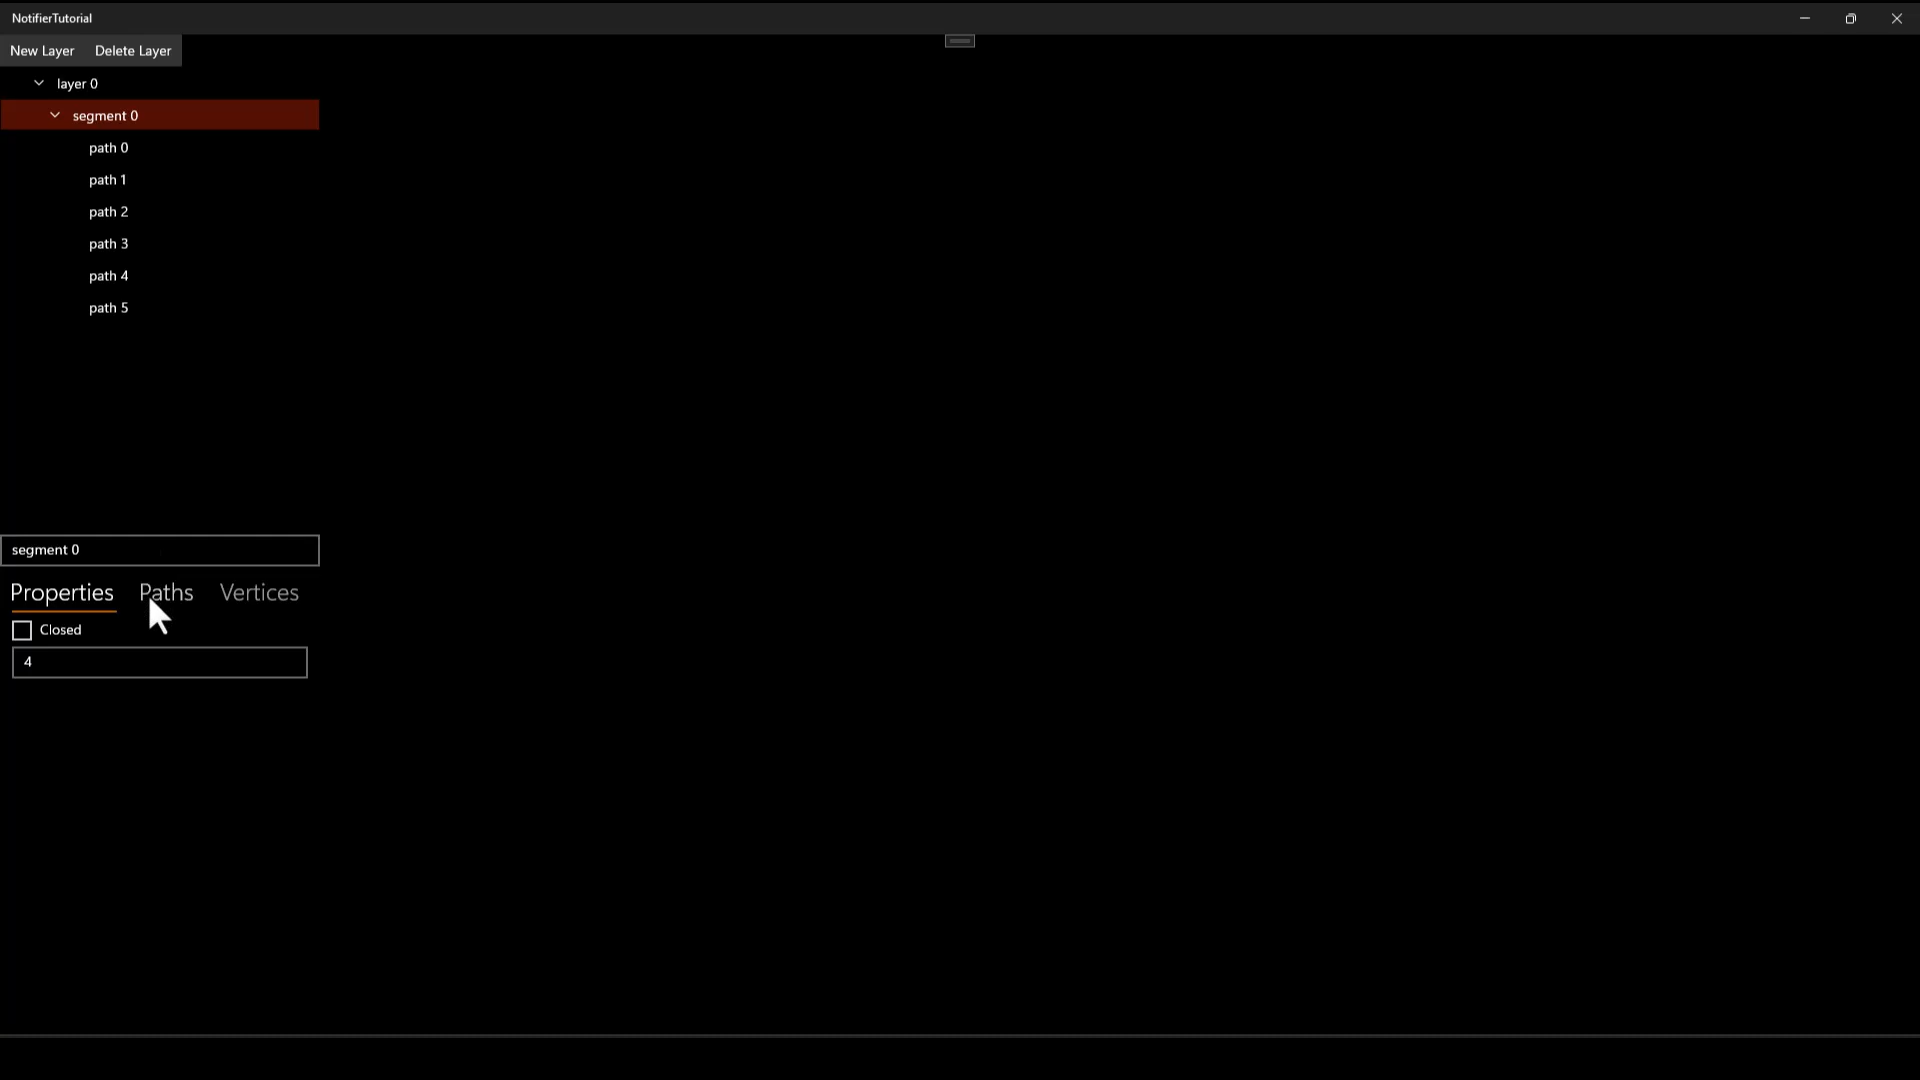 NotifierTutorial
New Layer Delete Layer
layer 0
segment 0
path 0
path 1
path 2
path 3
path 4
path 5
segment 0
Properties Paths Vertices
Closed
4